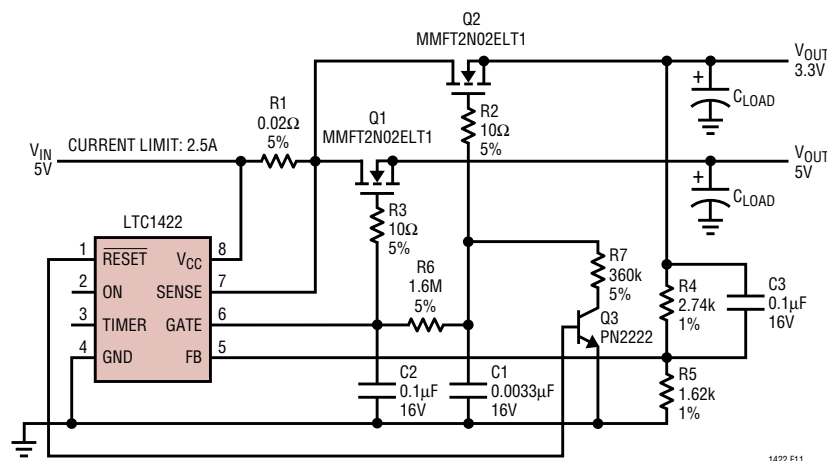 Q2
MMFT2N02ELT1
VOUT
3.3V
+
CLOAD
R1
0.02Ω
5%
Q1
MMFT2N02ELT1
R2
10Ω
5%
VIN
5V
CURRENT LIMIT: 2.5A
VOUT
5V
+
CLOAD
LTC1422
R3
10Ω
5%
1
RESET
VCC
8
2
ON
SENSE
7
3
TIMER
GATE
6
4
GND
FB
5
R6
1.6M
5%
R7
360k
5%
Q3
PN2222
R4
2.74k
1%
C3
0.1µF
16V
C2
0.1µF
16V
C1
0.0033µF
16V
R5
1.62k
1%
1422 F11